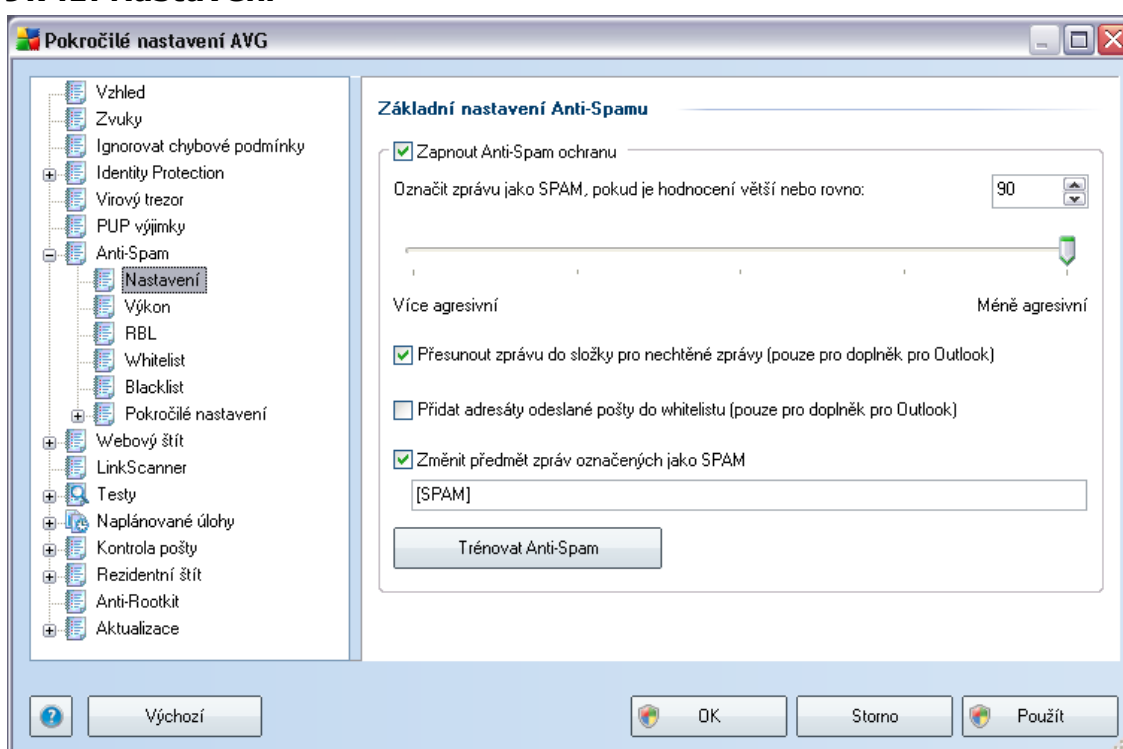 Pokročilé nastavení AVG
Vzhled
Zvuky
Ignorovat chybové podmínky
Identity Protection
Virový trezor
PUP výjimky
Anti-Spam
Nastavení
Výkon
RBL
Whitelist
Blacklist
Pokročilé nastavení
Webový štít
LinkScanner
Testy
Naplánované úlohy
Kontrola pošty
Rezidentní štít
Anti-Rootkit
Aktualizace
Základní nastavení Anti-Spamu
Zapnout Anti-Spam ochranu
Označit zprávu jako SPAM, pokud je hodnocení větší nebo rovno:
90
Více agresivní
Méně agresivní
Přesunout zprávu do složky pro nechtěné zprávy (pouze pro doplněk pro Outlook)
Přidat adresáty odeslané pošty do whitelistu (pouze pro doplněk pro Outlook)
Změnit předmět zpráv označených jako SPAM
[SPAM]
Trénovat Anti-Spam
Výchozí
OK
Storno
Použít